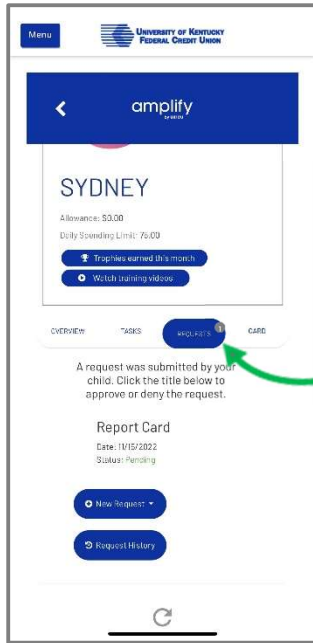 Menu
UNIVERSITY OF KENTUCKY
FEDERAL CREDIT UNION
amplify
SYDNEY
Allowance: $0.00
Daily Spending Limit: 75.00
Trophies earned this month
Watch training videos
OVERVIEW TASKS REQUESTS 1 CARD
A request was submitted by your
child. Click the title below to
approve or deny the request.
Report Card
Date: 11/15/2022
Status: Pending
New Request
Request History